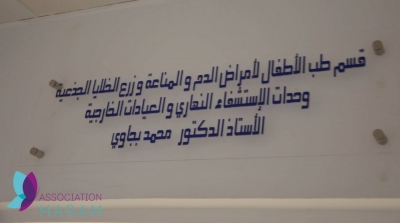 قسم طب الأطفال لأمراض الدم و المناعة و زرع الخلايا الجذعية
وحدات الإستشفاء النهاري و العيادات الخارجية
الأستاذ الدكتور محمد بجاوي
ASSOCIATION